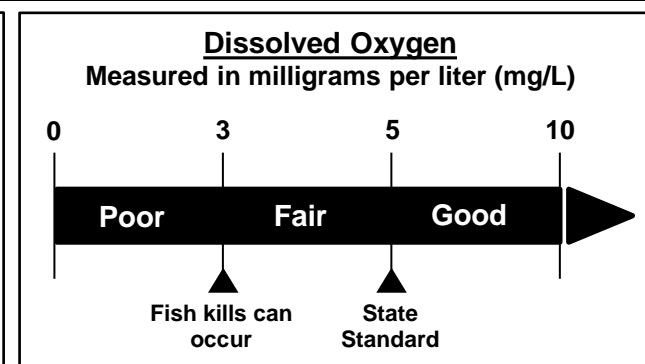 Dissolved Oxygen
Measured in milligrams per liter (mg/L)
0 3 5 10
Poor Fair Good
Fish kills can occur
State Standard